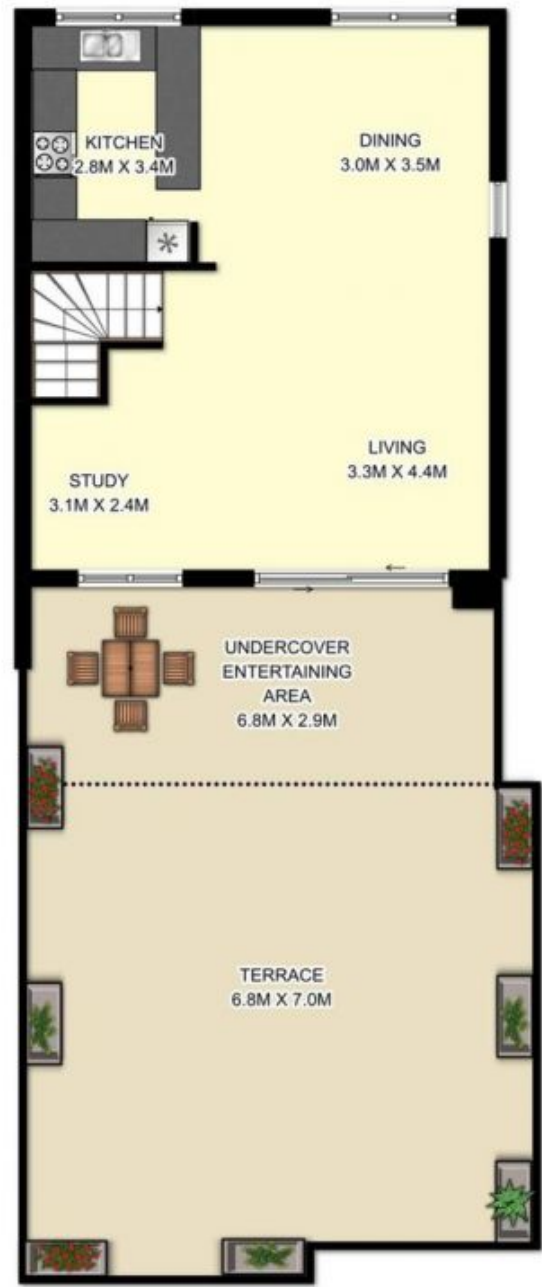 KITCHEN
2.8M X 3.4M
DINING
3.0M X 3.5M
LIVING
3.3M X 4.4M
STUDY
3.1M X 2.4M
UNDERCOVER
ENTERTAINING
AREA
6.8M X 2.9M
TERRACE
6.8M X 7.0M